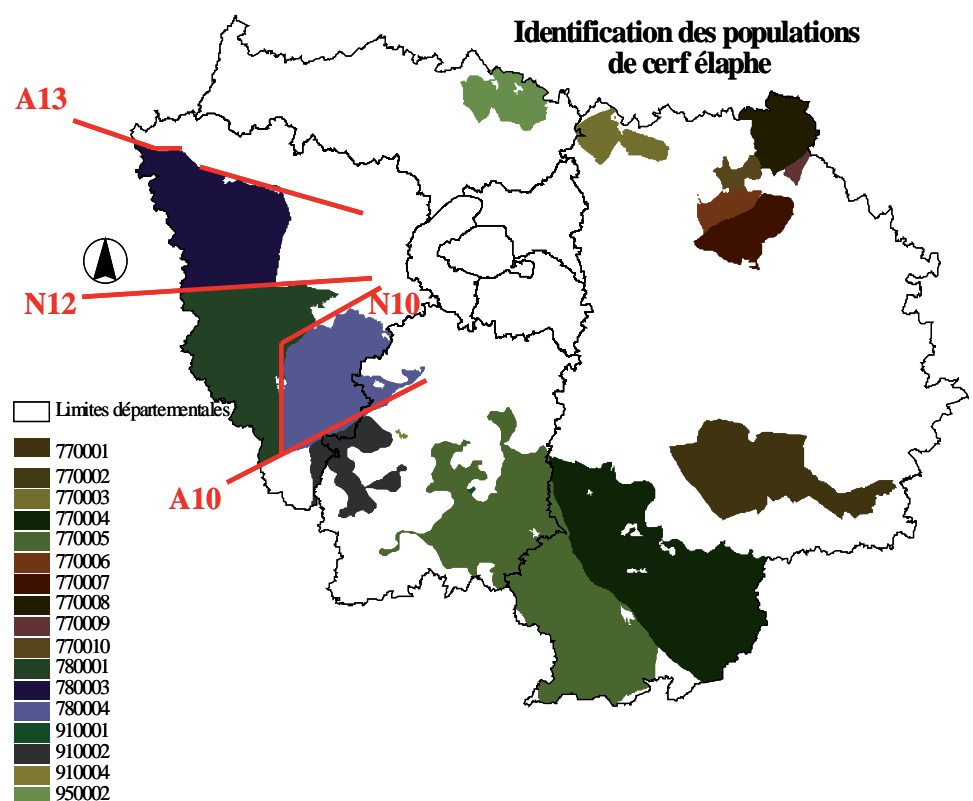 Identification des populations
de cerf élaphe
A13
N12
N10
A10
Limites départementales
770001
770002
770003
770004
770005
770006
770007
770008
770009
770010
780001
780003
780004
910001
910002
910004
950002